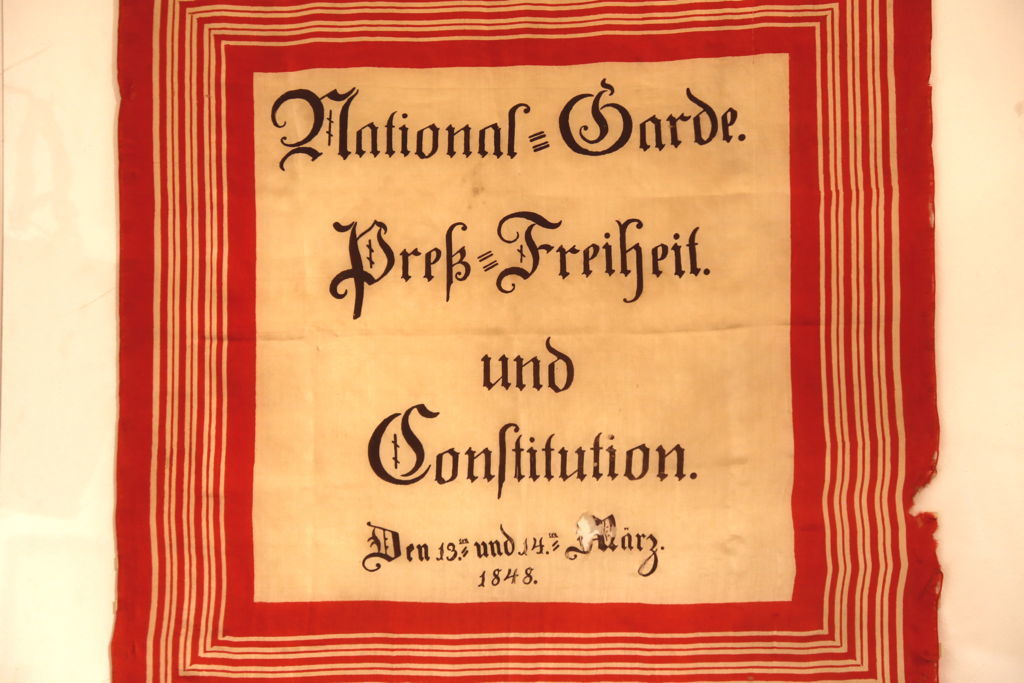 National=Garde.
Preß=Freiheit.
und
Constitution.
Den 13.ten und 14.ten März.
1848.